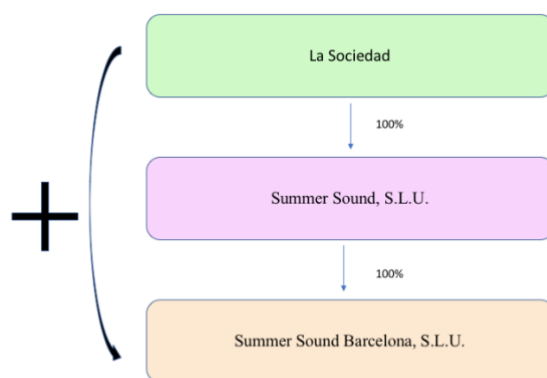 La Sociedad
100%
Summer Sound, S.L.U.
100%
Summer Sound Barcelona, S.L.U.